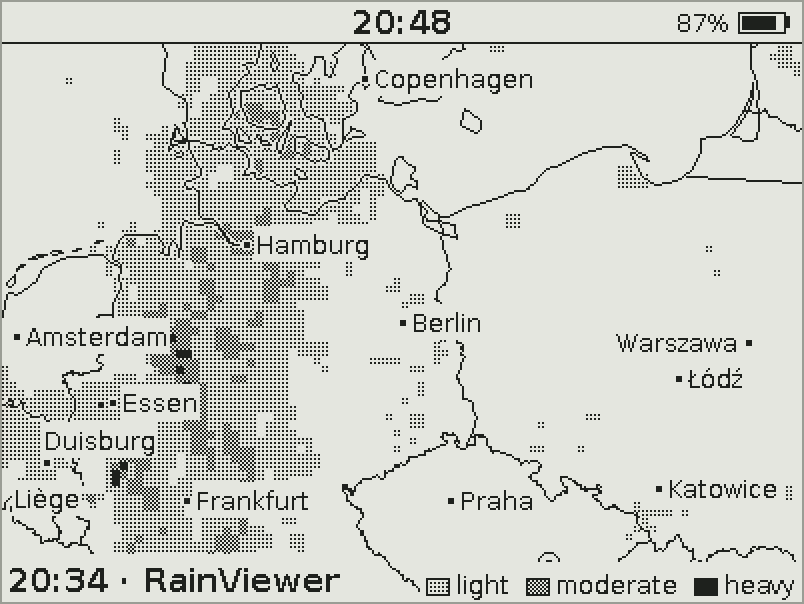 20:48 87%
Copenhagen
Hamburg
Berlin
Amsterdam
Warszawa
Łódź
Essen
Duisburg
Katowice
Liège
Frankfurt
Praha
20:34 · RainViewer
light moderate heavy